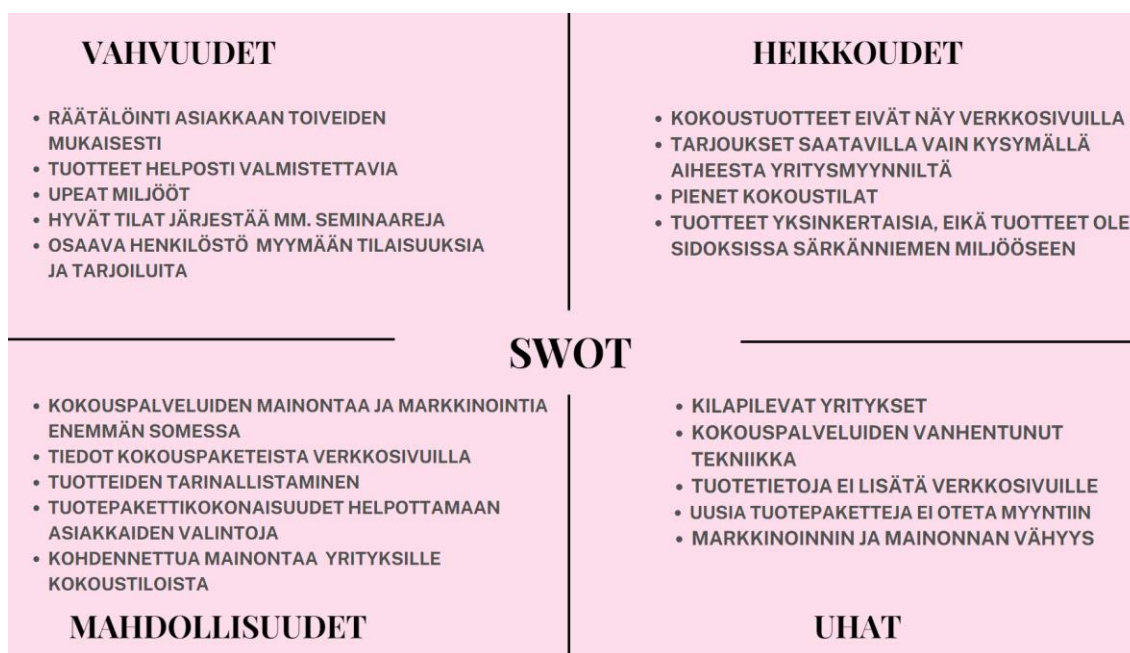 VAHVUUDET
• RÄÄTÄLÖINTI ASIAKKAAN TOIVEIDEN
MUKAISESTI
• TUOTTEET HELPOSTI VALMISTETTAVIA
• UPEAT MILJÖÖT
• HYVÄT TILAT JÄRJESTÄÄ MM. SEMINAAREJA
• OSAAVA HENKILÖSTÖ MYYMÄÄN TILAISUUKSIA
JA TARJOILUITA
HEIKKOUDET
• KOKOUSTUOTTEET EIVÄT NÄY VERKKOSIVUILLA
• TARJOUKSET SAATAVILLA VAIN KYSYMÄLLÄ
AIHEESTA YRITYSMYYNNILTÄ
• PIENET KOKOUSTILAT
• TUOTTEET YKSINKERTAISIA, EIKÄ TUOTTEET OLE
SIDOKSISSA SÄRKÄNNIEMEN MILJÖÖSEEN
SWOT
• KOKOUSPALVELUIDEN MAINONTAA JA MARKKINOINTIA
ENEMMÄN SOMESSA
• TIEDOT KOKOUSPAKETEISTA VERKKOSIVUILLA
• TUOTTEIDEN TARINALLISTAMINEN
• TUOTEPAKETTIKOKONAISUUDET HELPOTTAMAAN
ASIAKKAIDEN VALINTOJA
• KOHDENNETTUA MAINONTAA YRITYKSILLE
KOKOUSTILOISTA
MAHDOLLISUUDET
• KILAPILEVAT YRITYKSET
• KOKOUSPALVELUIDEN VANHENTUNUT
TEKNIIKKA
• TUOTETIETOJA EI LISÄTÄ VERKKOSIVUILLE
• UUSIA TUOTEPAKETTEJA EI OTETA MYYNTIIN
• MARKKINOINNIN JA MAINONNAN VÄHYYS
UHAT